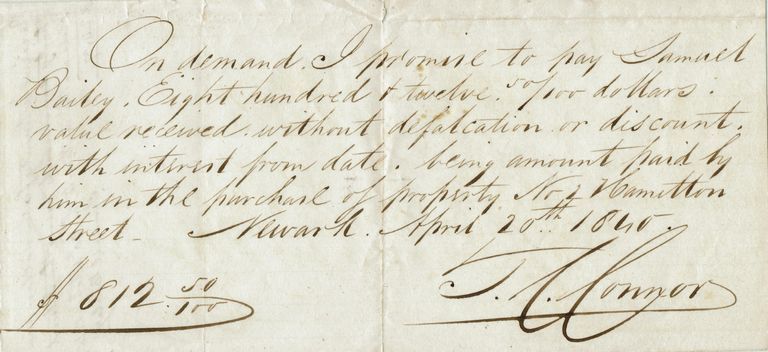 On demand. I promise to pay Samuel
Bailey. Eight hundred & twelve. 50/100 dollars.
value received. without defalcation or discount.
with interest from date. being amount paid by
him in the purchase of property No 2 Hamilton
Street _ Newark. April 20th. 1840.
$ 812 50/100
T. C. Connor